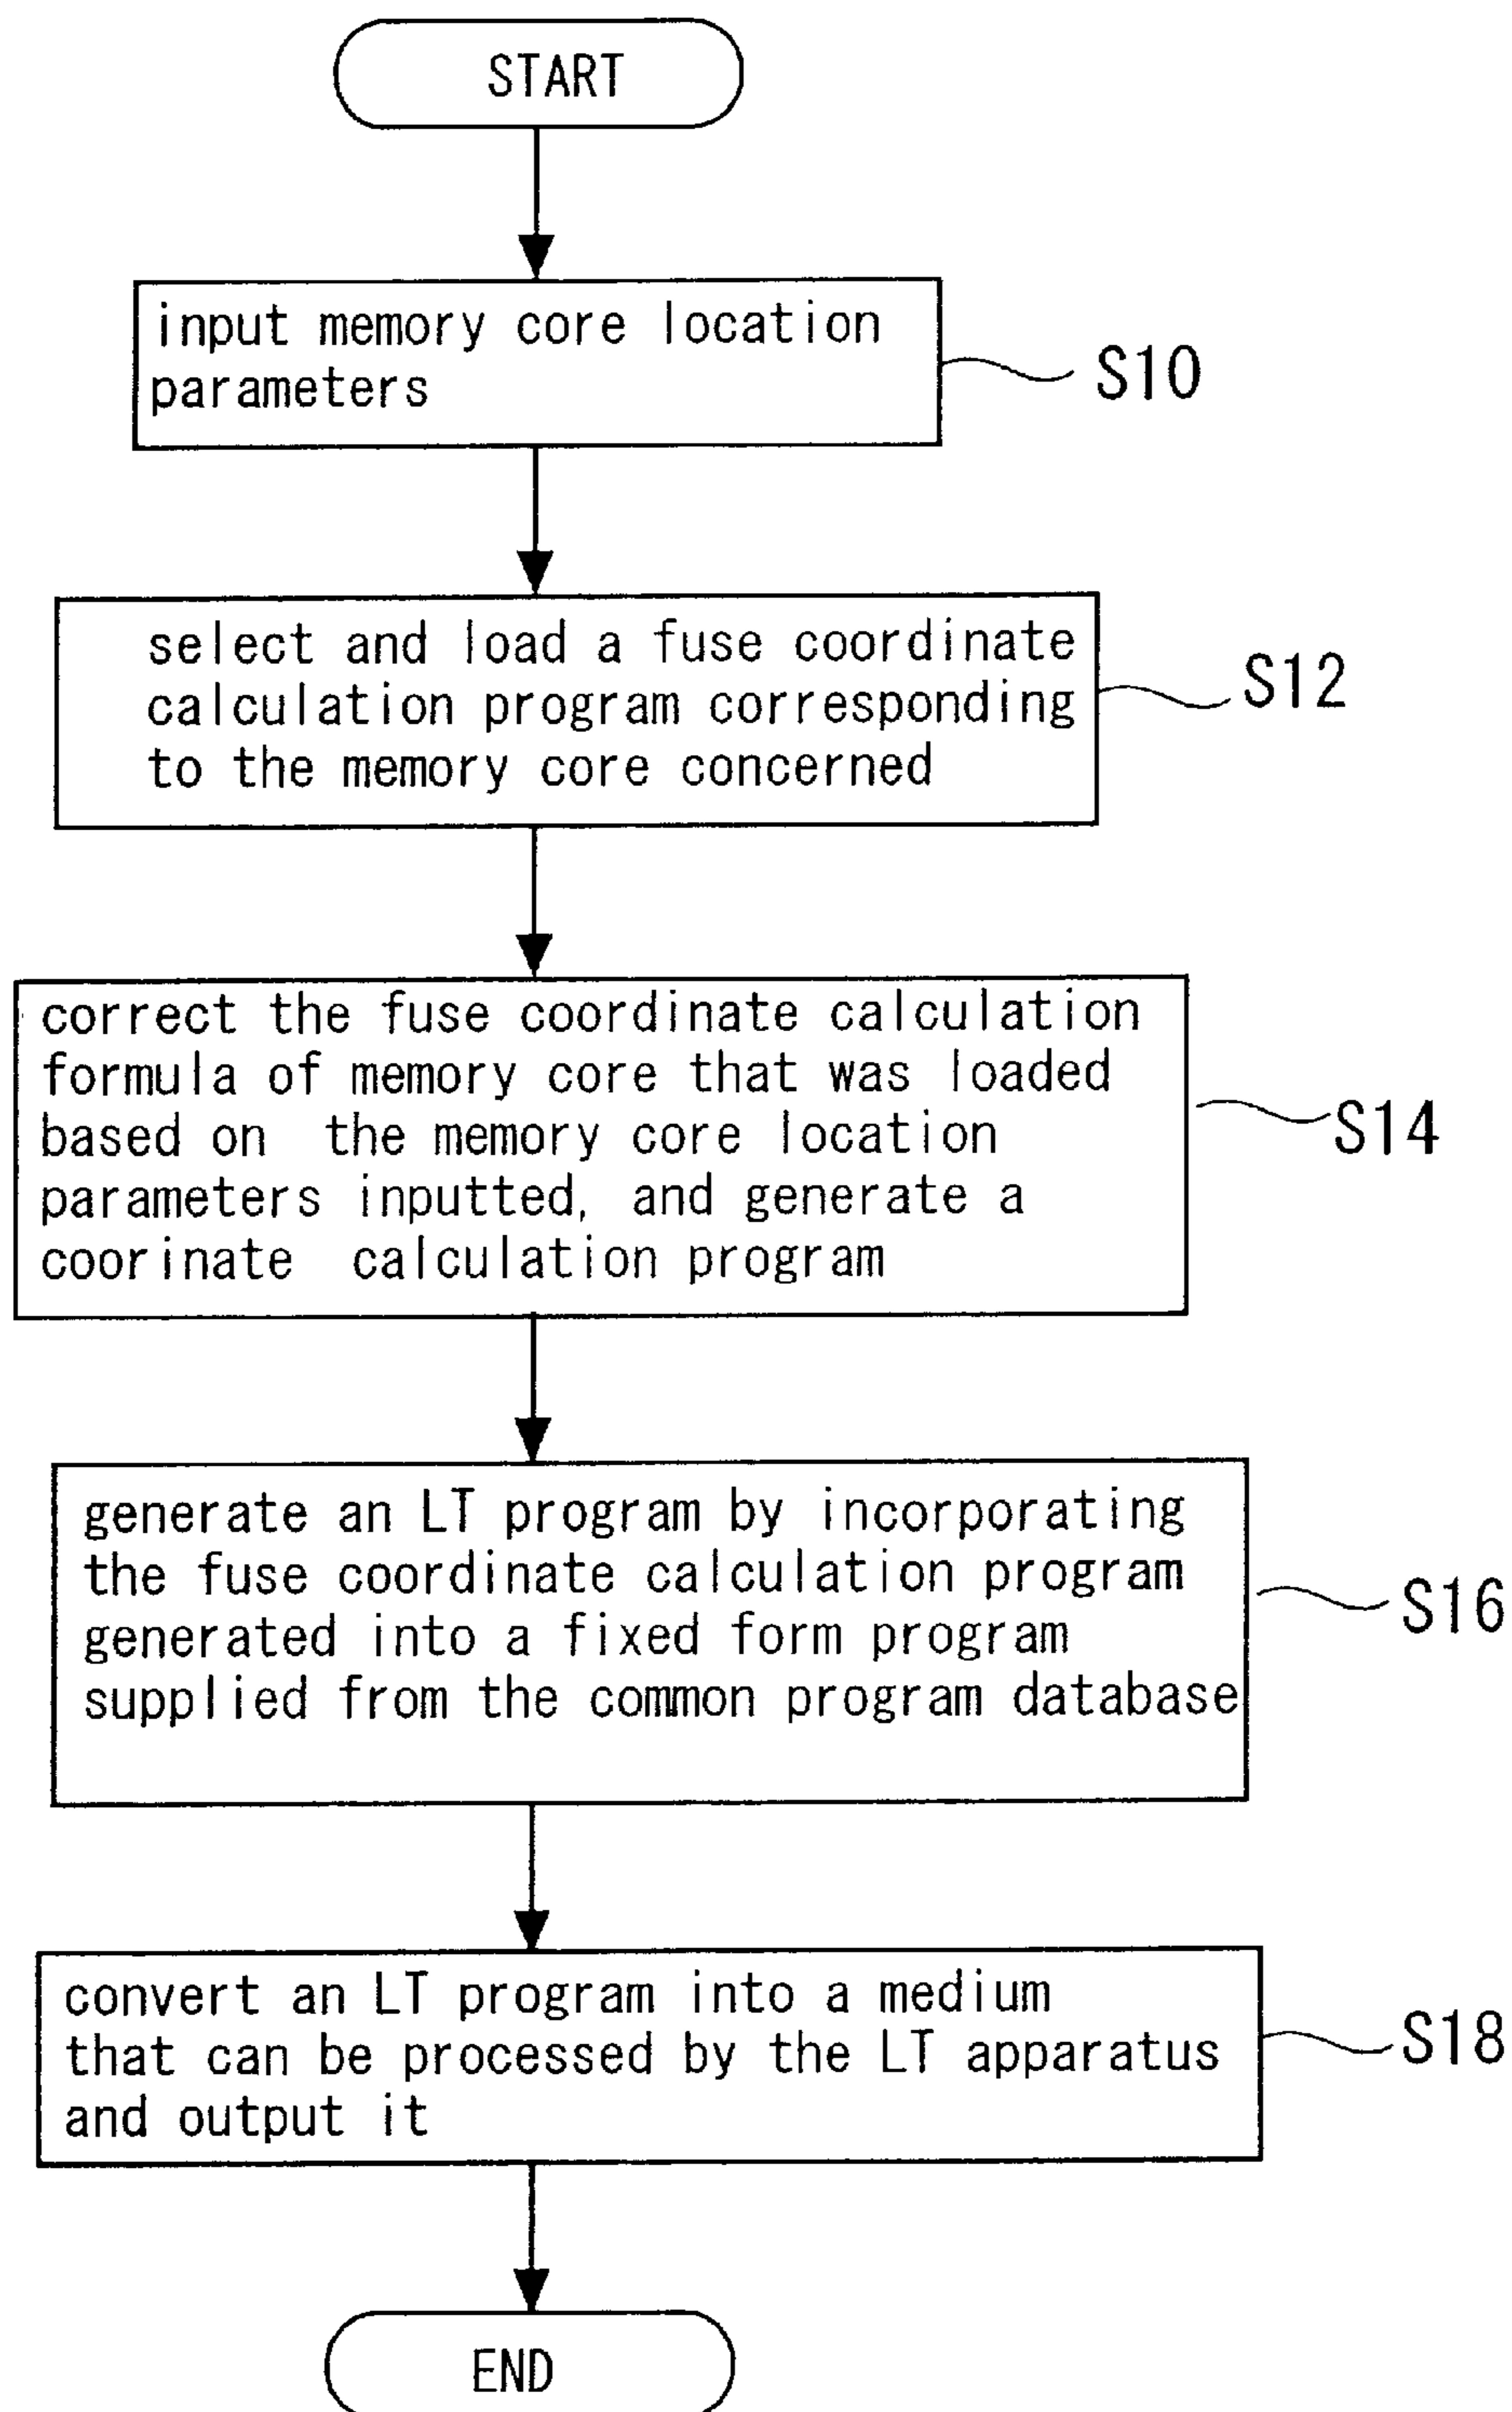 START
input memory core location
parameters
S10
select and load a fuse coordinate
calculation program corresponding
to the memory core concerned
S12
correct the fuse coordinate calculation
formula of memory core that was loaded
based on the memory core location
parameters inputted, and generate a
coorinate calculation program
S14
generate an LT program by incorporating
the fuse coordinate calculation program
generated into a fixed form program
supplied from the common program database
S16
convert an LT program into a medium
that can be processed by the LT apparatus
and output it
S18
END